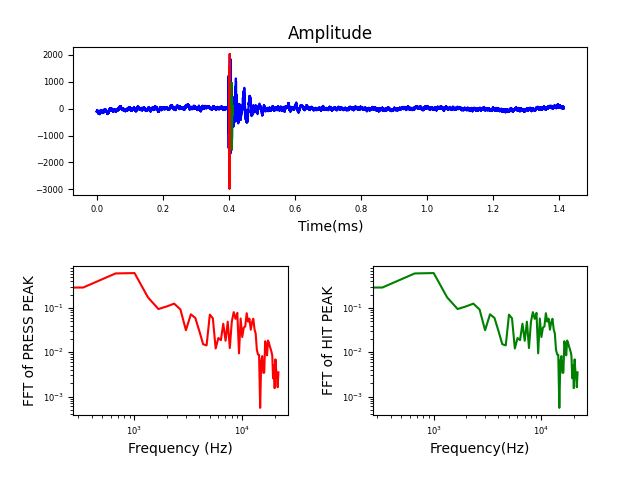 Amplitude
2000
1000
0
−1000
−2000
−3000
0.0 0.2 0.4 0.6 0.8 1.0 1.2 1.4
Time(ms)
FFT of PRESS PEAK
10⁻¹
10⁻²
10⁻³
10³ 10⁴
Frequency (Hz)
FFT of HIT PEAK
10⁻¹
10⁻²
10⁻³
10³ 10⁴
Frequency(Hz)